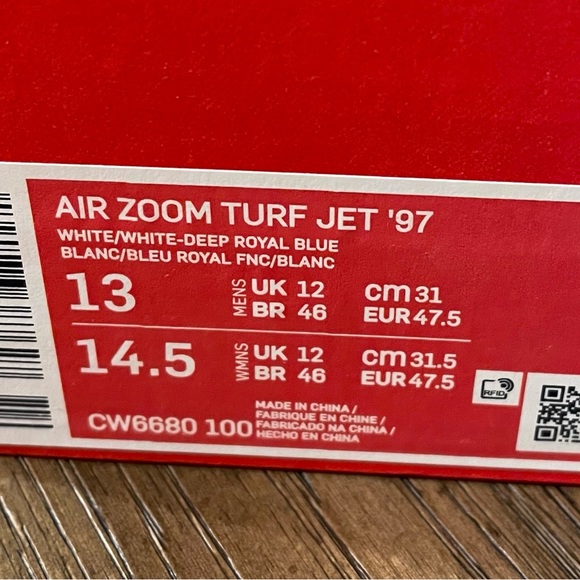 AIR ZOOM TURF JET '97
WHITE/WHITE-DEEP ROYAL BLUE
BLANC/BLEU ROYAL FNC/BLANC
13 MENS UK 12 cm 31
BR 46 EUR 47.5
14.5 WMNS UK 12 cm 31.5
BR 46 EUR 47.5
CW6680 100
MADE IN CHINA /
FABRIQUE EN CHINE /
FABRICADO NA CHINA /
HECHO EN CHINA
RFID